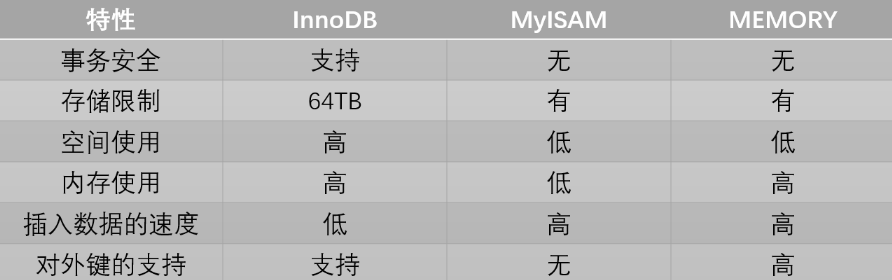 特性 InnoDB MyISAM MEMORY
事务安全 支持 无 无
存储限制 64TB 有 有
空间使用 高 低 低
内存使用 高 低 高
插入数据的速度 低 高 高
对外键的支持 支持 无 高